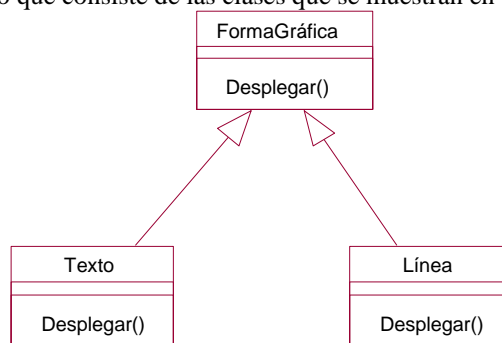 o que consiste de las clases que se muestran en
FormaGráfica
Desplegar()
Texto
Línea
Desplegar()
Desplegar()